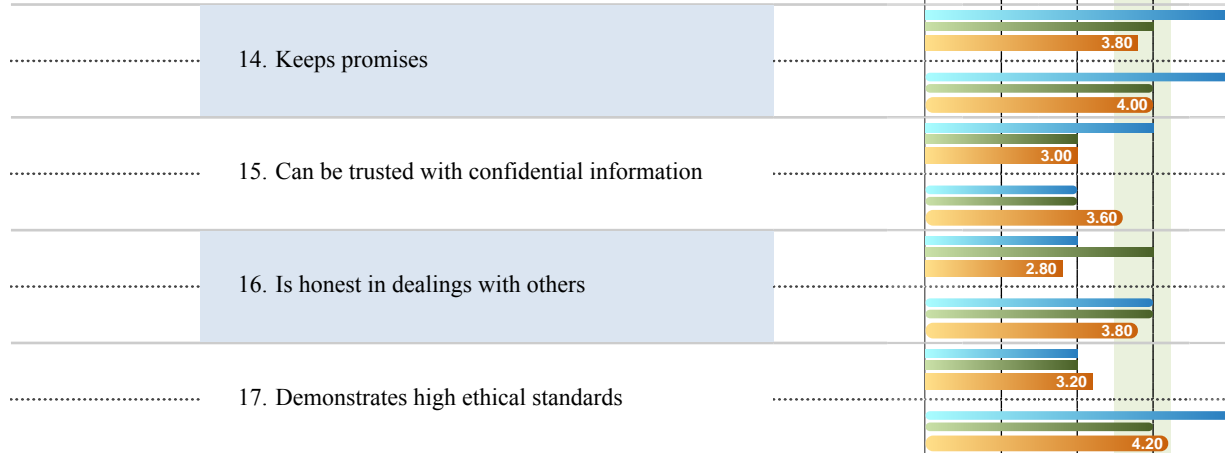 3.80
14. Keeps promises
4.00
3.00
15. Can be trusted with confidential information
3.60
2.80
16. Is honest in dealings with others
3.80
3.20
17. Demonstrates high ethical standards
4.20